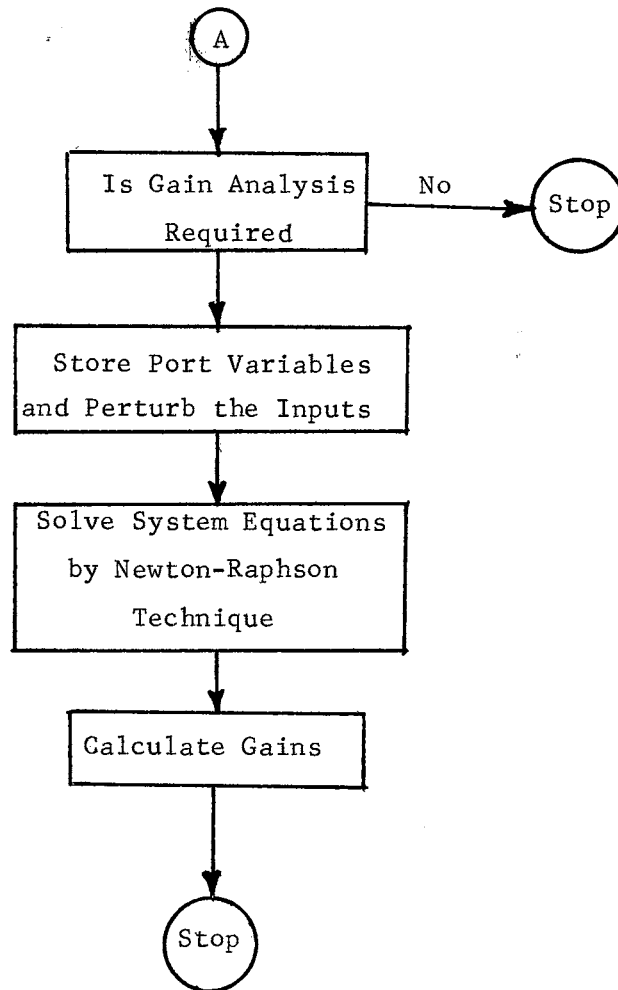 A
Is Gain Analysis
Required
No
Stop
Store Port Variables
and Perturb the Inputs
Solve System Equations
by Newton-Raphson
Technique
Calculate Gains
Stop